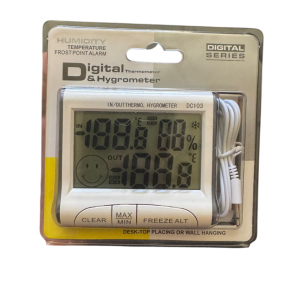 HUMIDITY
TEMPERATURE
FROST POINT ALARM
DIGITAL
SERIES
Digital Thermometer
& Hygrometer
IN/OUT THERMO. HYGROMETER DC103
188.8 88%
OUT
-188.8
CLEAR
MAX
MIN
FREEZE ALT
DESK-TOP PLACING OR WALL HANGING